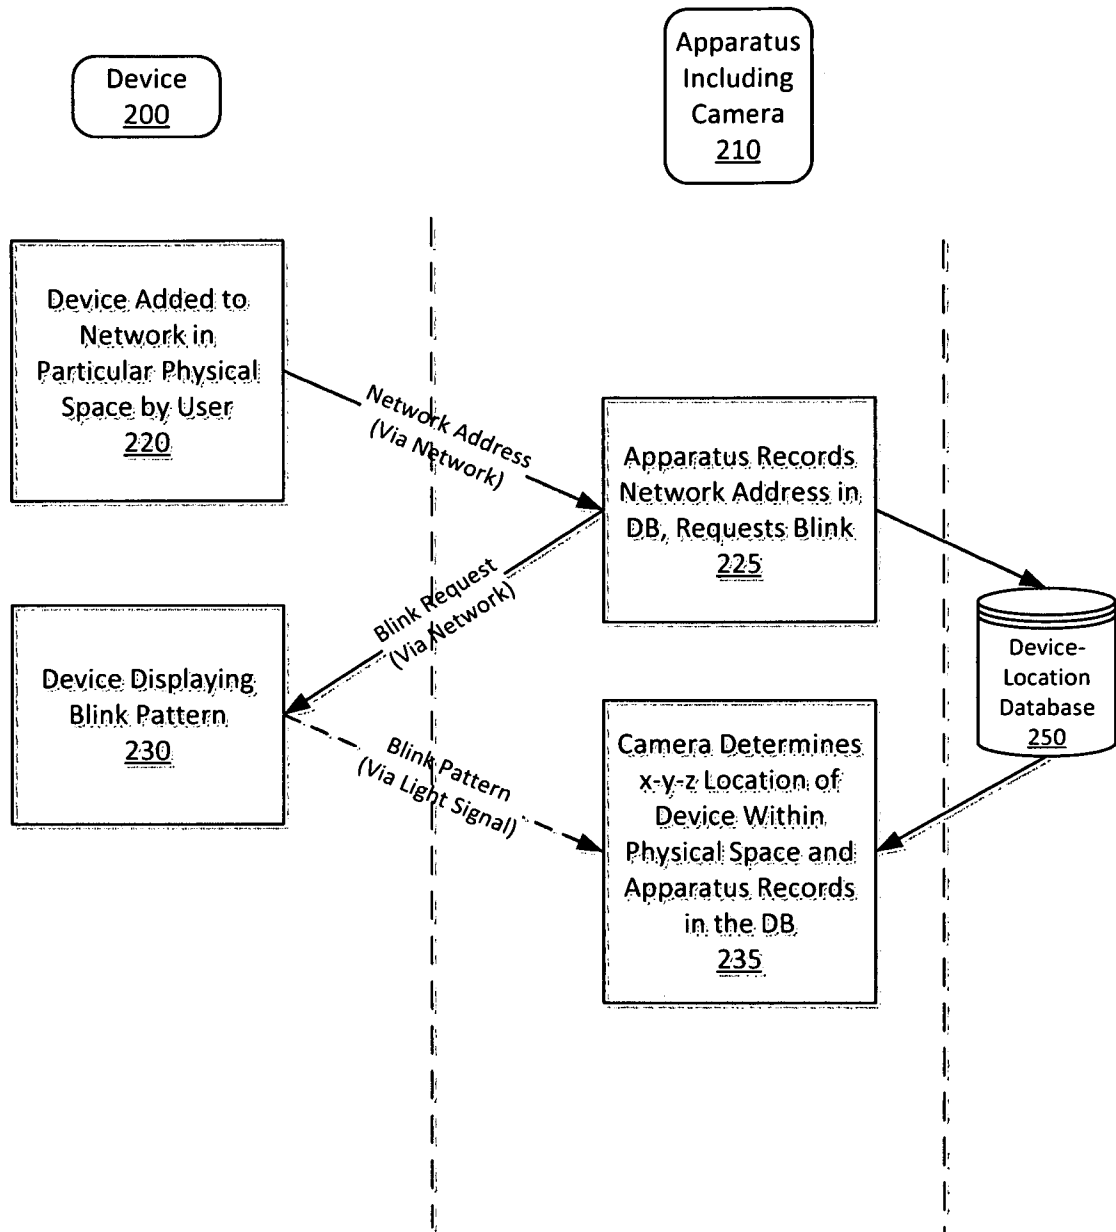 Device
200
Apparatus
Including
Camera
210
Device Added to
Network in
Particular Physical
Space by User
220
Network Address
(Via Network)
Apparatus Records
Network Address in
DB, Requests Blink
225
Blink Request
(Via Network)
Device-
Location
Database
250
Device Displaying
Blink Pattern
230
Blink Pattern
(Via Light Signal)
Camera Determines
x-y-z Location of
Device Within
Physical Space and
Apparatus Records
in the DB
235